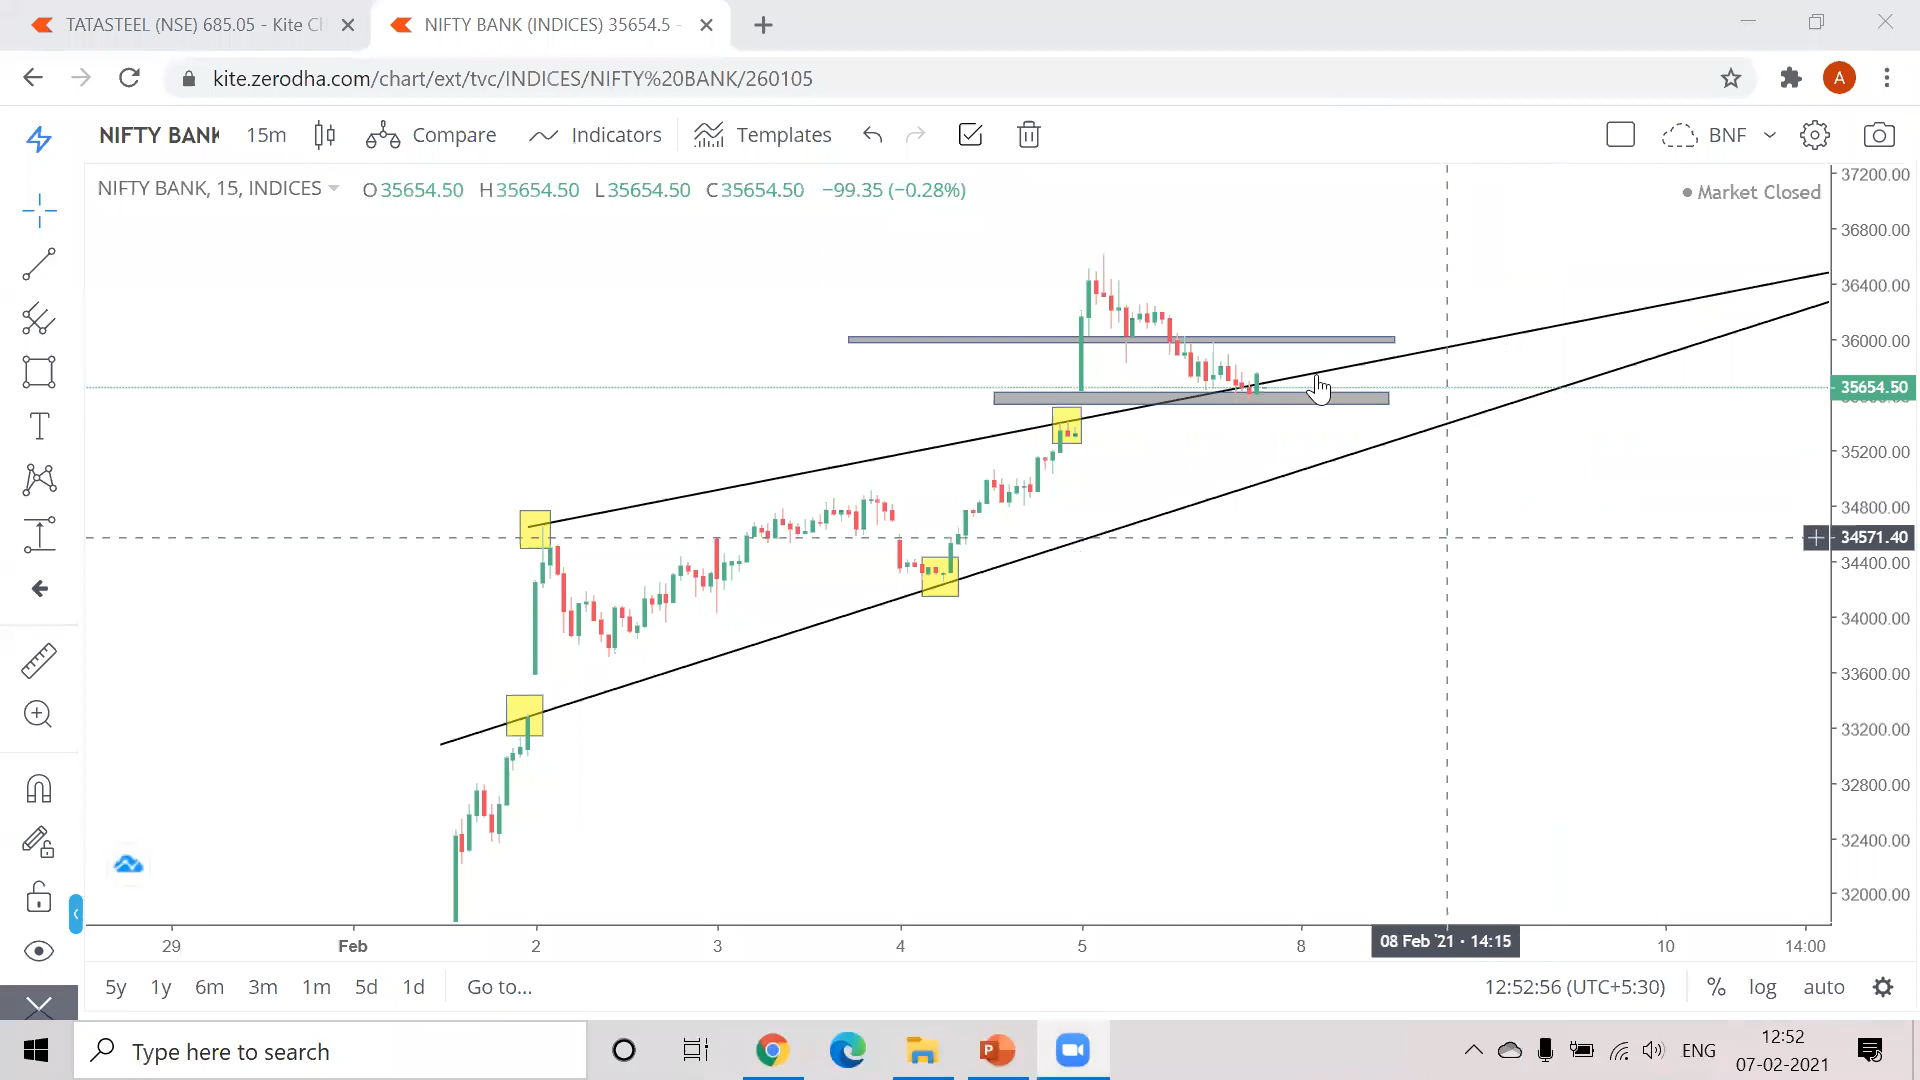 TATASTEEL (NSE) 685.05 - Kite Ch
NIFTY BANK (INDICES) 35654.5 -
kite.zerodha.com/chart/ext/tvc/INDICES/NIFTY%20BANK/260105
A
NIFTY BANK 15m Compare Indicators Templates BNF
NIFTY BANK, 15, INDICES O35654.50 H35654.50 L35654.50 C35654.50 −99.35 (−0.28%)
Market Closed
37200.00
36800.00
36400.00
36000.00
35654.50
35200.00
34800.00
34571.40
34400.00
34000.00
33600.00
33200.00
32800.00
32400.00
32000.00
29 Feb 2 3 4 5 8 08 Feb '21 · 14:15 10 14:00
5y 1y 6m 3m 1m 5d 1d Go to... 12:52:56 (UTC+5:30) % log auto
Type here to search
ENG
12:52
07-02-2021